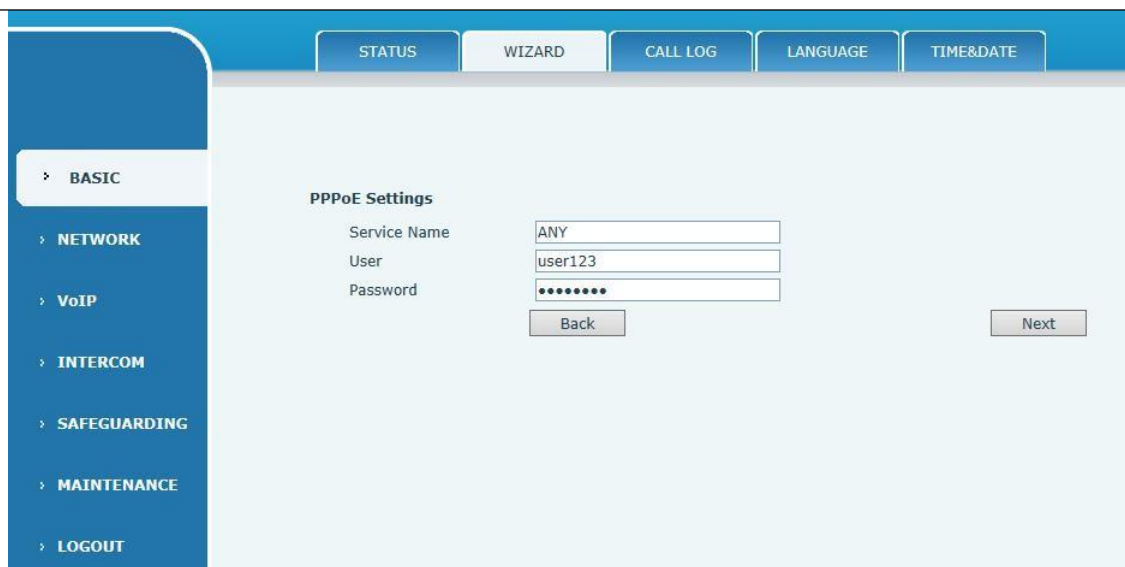 STATUS WIZARD CALL LOG LANGUAGE TIME&DATE
BASIC
NETWORK
VoIP
INTERCOM
SAFEGUARDING
MAINTENANCE
LOGOUT
PPPoE Settings
Service Name ANY
User user123
Password ••••••••
Back Next